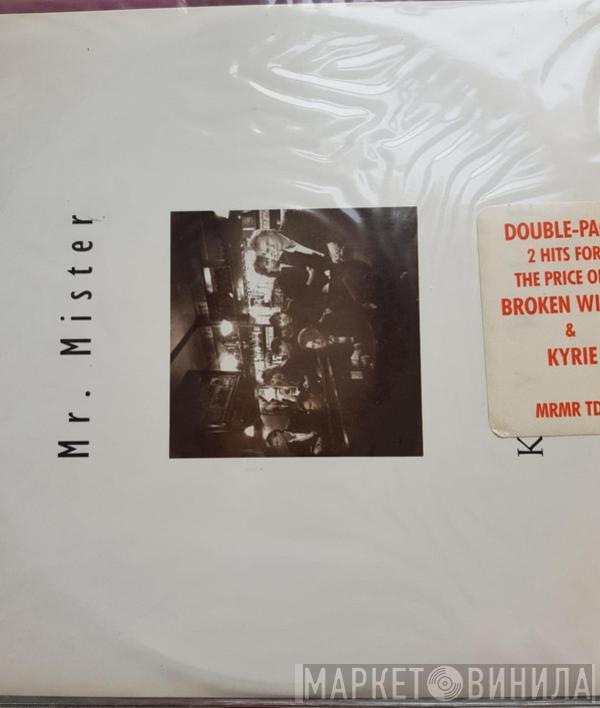 Mr. Mister
DOUBLE-PA
2 HITS FOR
THE PRICE O
BROKEN WI
&
KYRIE
MRMR TD
K
МАРКЕТ ВИНИЛА